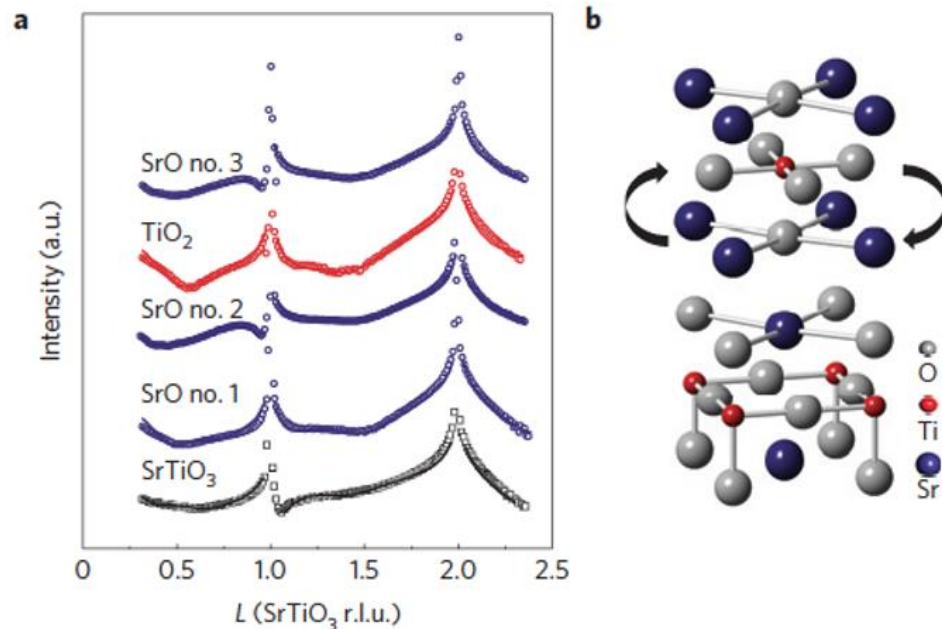 a
b
SrO no. 3
TiO₂
SrO no. 2
SrO no. 1
SrTiO₃
Intensity (a.u.)
0
0.5
1.0
1.5
2.0
2.5
L (SrTiO₃ r.l.u.)
O
Ti
Sr